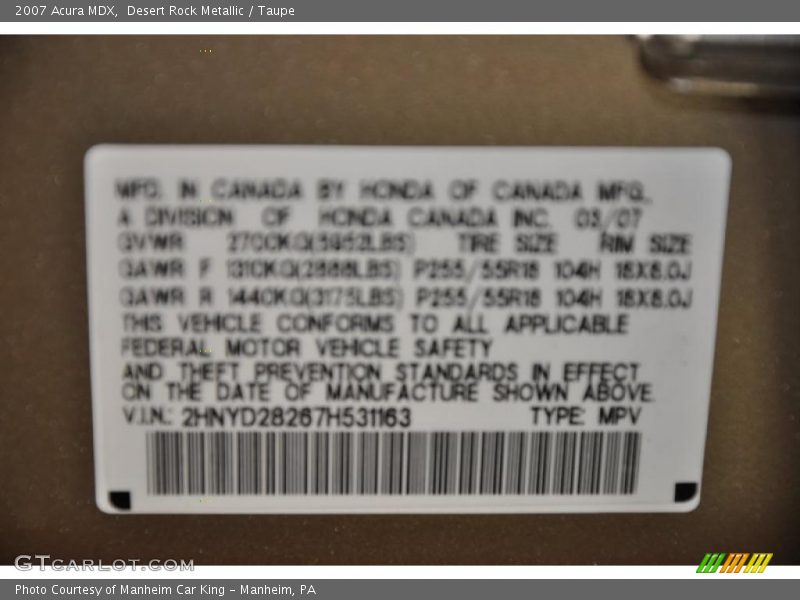 2007 Acura MDX,  Desert Rock Metallic / Taupe
MFG. IN CANADA BY HONDA OF CANADA MFG.,
A DIVISION OF HONDA CANADA INC. 03/07
GVWR 2700KG(5952LBS) TIRE SIZE RIM SIZE
GAWR F 1310KG(2888LBS) P255/55R18 104H 18X8.0J
GAWR R 1440KG(3175LBS) P255/55R18 104H 18X8.0J
THIS VEHICLE CONFORMS TO ALL APPLICABLE
FEDERAL MOTOR VEHICLE SAFETY
AND THEFT PREVENTION STANDARDS IN EFFECT
ON THE DATE OF MANUFACTURE SHOWN ABOVE.
V.I.N.: 2HNYD28267H531163 TYPE: MPV
GTcarlot.com
Photo Courtesy of Manheim Car King - Manheim, PA